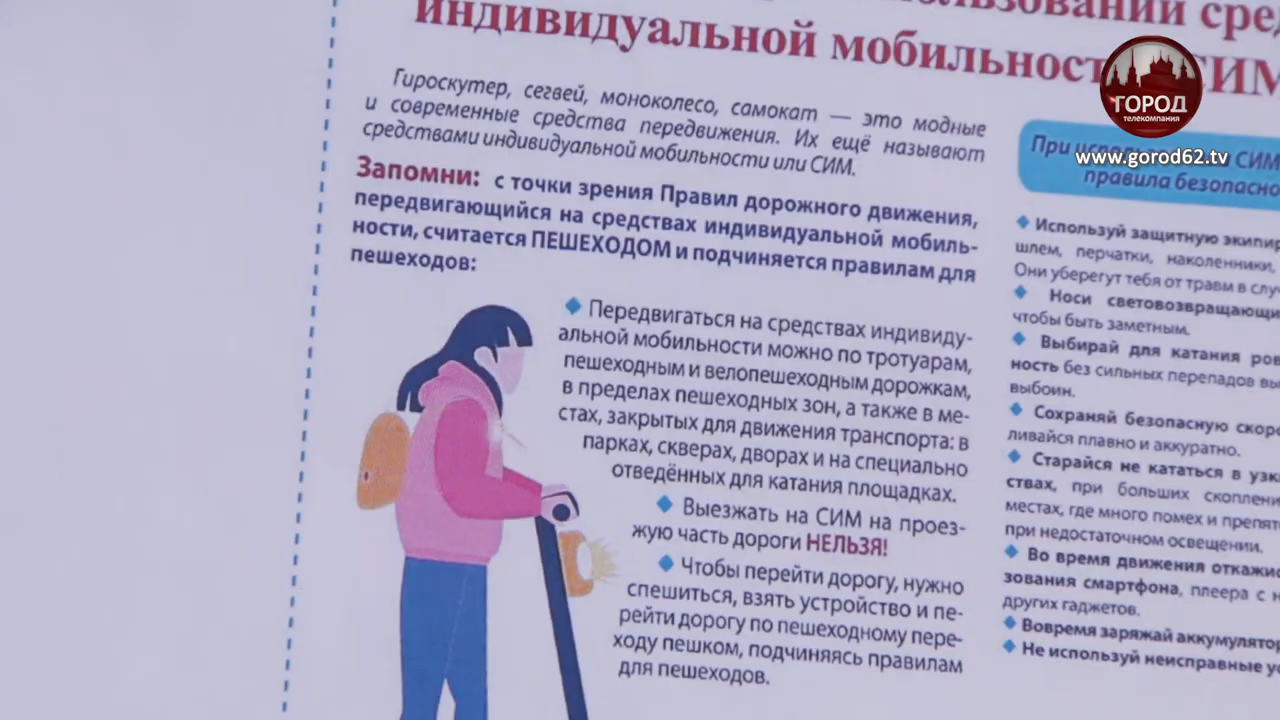 индивидуальной мобильност
Гироскутер, сегвей, моноколесо, самокат — это модные
и современные средства передвижения. Их ещё называют
средствами индивидуальной мобильности или СИМ.
Запомни: с точки зрения Правил дорожного движения,
передвигающийся на средствах индивидуальной мобиль-
ности, считается ПЕШЕХОДОМ и подчиняется правилам для
пешеходов:
Передвигаться на средствах индивиду-
альной мобильности можно по тротуарам,
пешеходным и велопешеходным дорожкам,
в пределах пешеходных зон, а также в ме-
стах, закрытых для движения транспорта: в
парках, скверах, дворах и на специально
отведённых для катания площадках.
Выезжать на СИМ на проез-
жую часть дороги НЕЛЬЗЯ!
Чтобы перейти дорогу, нужно
спешиться, взять устройство и пе-
рейти дорогу по пешеходному пере-
ходу пешком, подчиняясь правилам
для пешеходов.
ГОРОД
телекомпания
www.gorod62.tv
При СИМ
правила безопасно
Используй защитную экипир
шлем, перчатки, наколенники,
Они уберегут тебя от травм в слу
Носи световозвращающи
чтобы быть заметным.
Выбирай для катания ров
ность без сильных перепадов вы
выбоин.
Сохраняй безопасную скоро
ливайся плавно и аккуратно.
Старайся не кататься в узк
ствах, при больших скоплени
местах, где много помех и препят
при недостаточном освещении.
Во время движения откажис
зования смартфона, плеера с н
других гаджетов.
Вовремя заряжай аккумулятор
Не используй неисправные ус